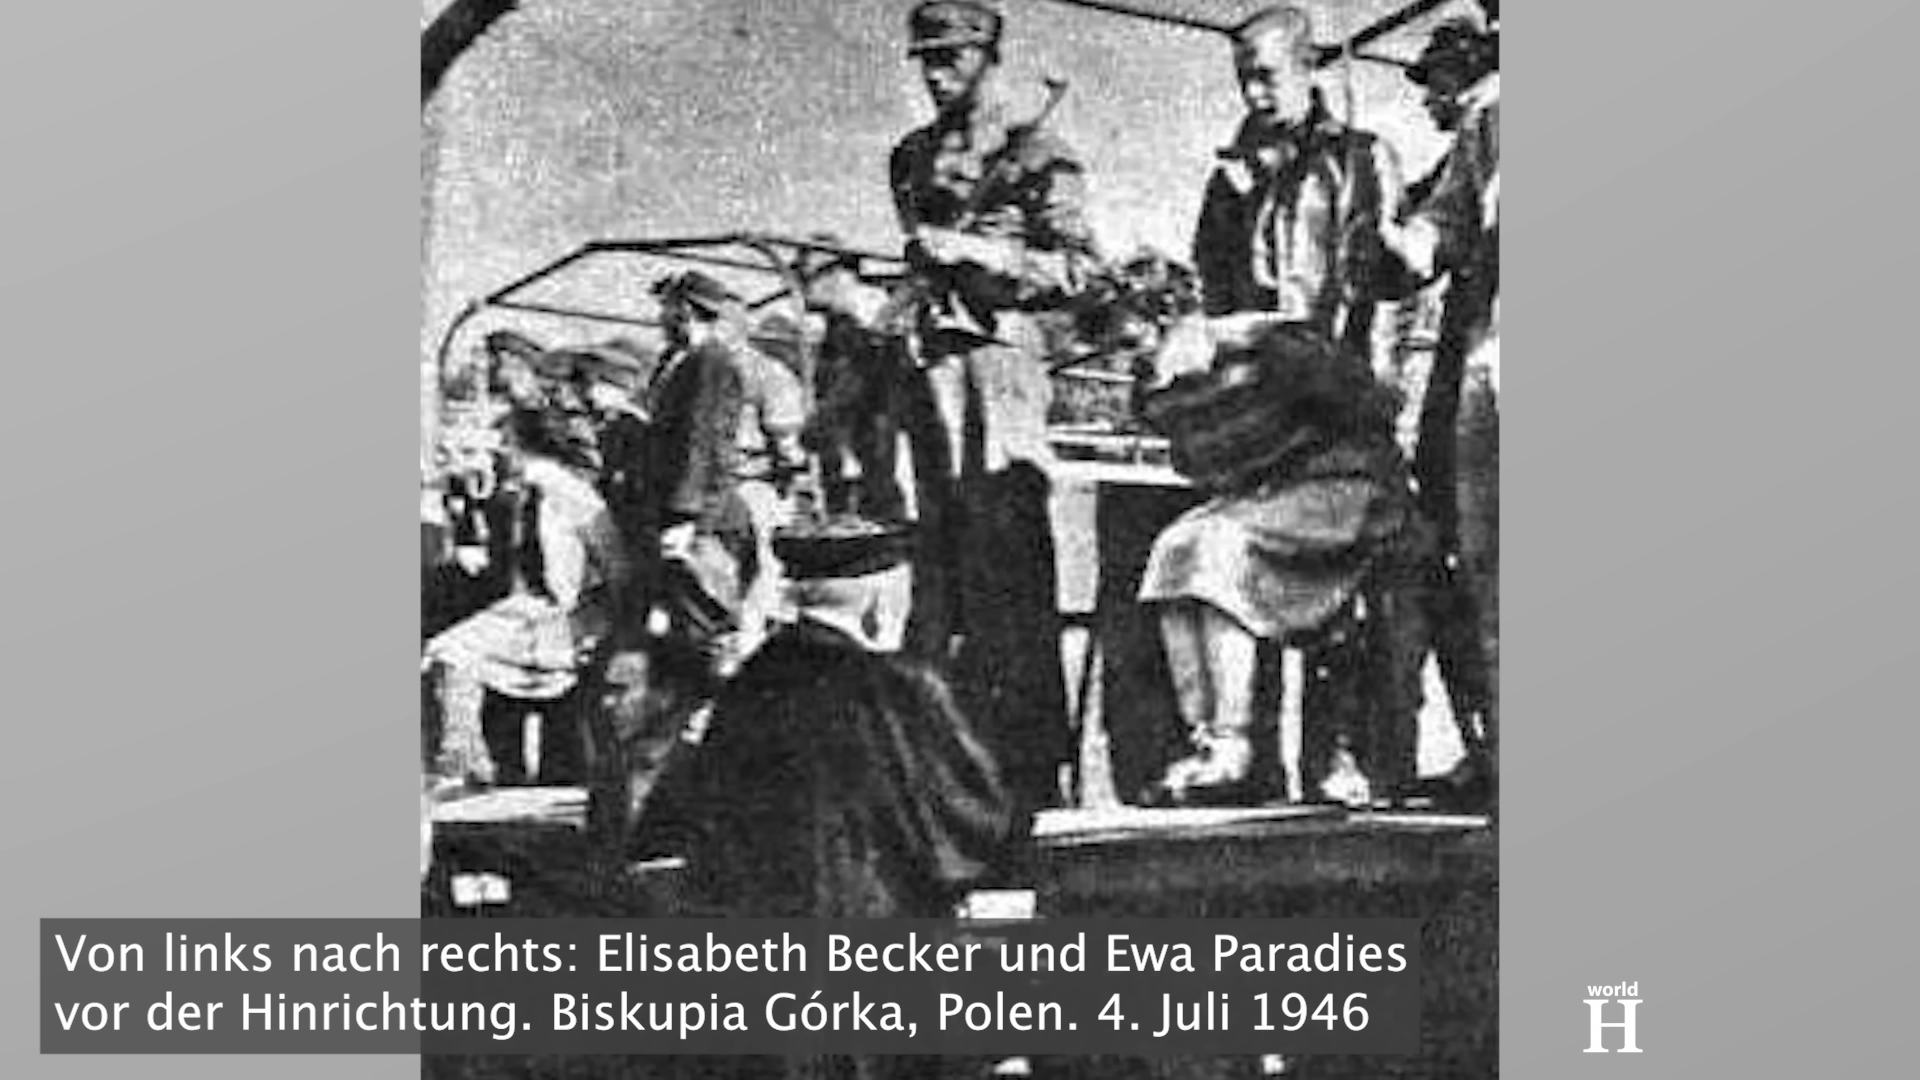 Von links nach rechts: Elisabeth Becker und Ewa Paradies
vor der Hinrichtung. Biskupia Górka, Polen. 4. Juli 1946
world
H